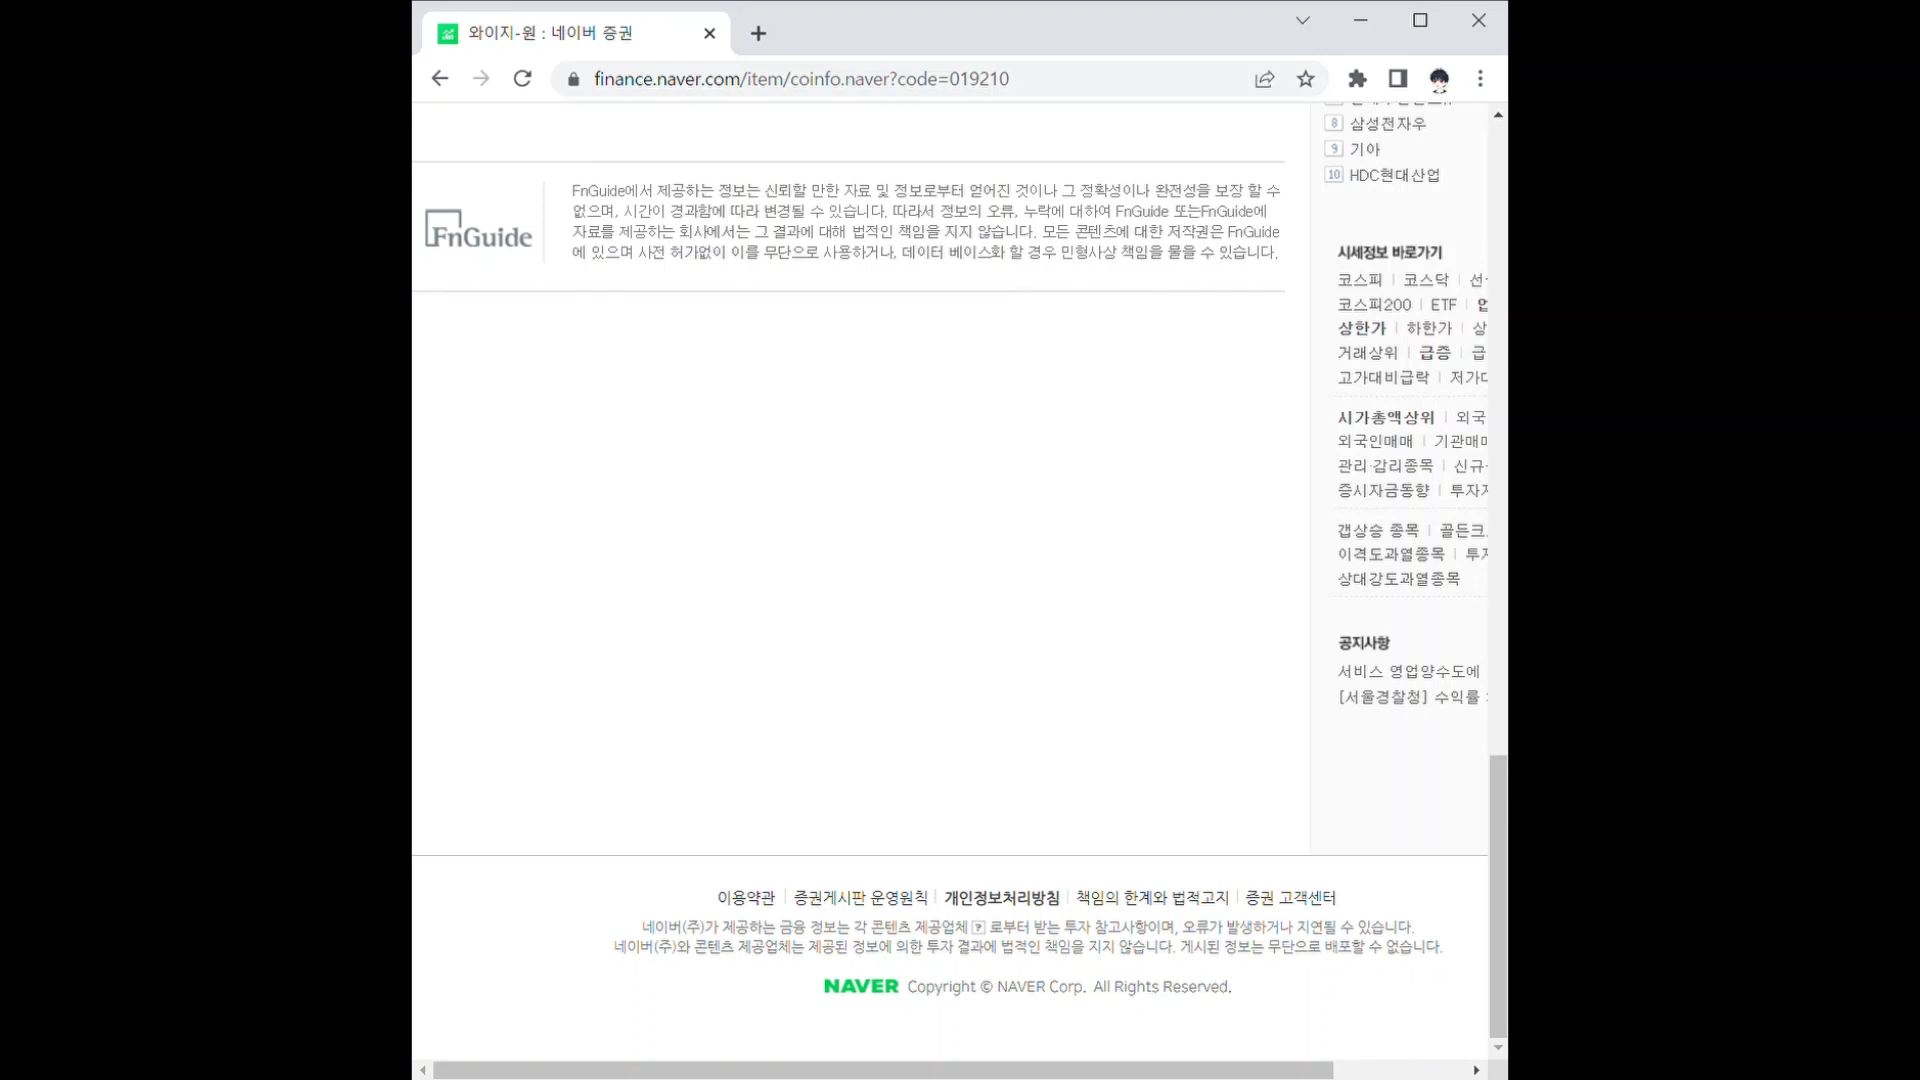 와이지-원 : 네이버 증권
finance.naver.com/item/coinfo.naver?code=019210
8 삼성전자우
9 기아
10 HDC현대산업
FnGuide
FnGuide에서 제공하는 정보는 신뢰할 만한 자료 및 정보로부터 얻어진 것이나 그 정확성이나 완전성을 보장 할 수
없으며, 시간이 경과함에 따라 변경될 수 있습니다. 따라서 정보의 오류, 누락에 대하여 FnGuide 또는FnGuide에
자료를 제공하는 회사에서는 그 결과에 대해 법적인 책임을 지지 않습니다. 모든 콘텐츠에 대한 저작권은 FnGuide
에 있으며 사전 허가없이 이를 무단으로 사용하거나, 데이터 베이스화 할 경우 민형사상 책임을 물을 수 있습니다.
시세정보 바로가기
코스피 | 코스닥 | 선
코스피200 | ETF | 업
상한가 | 하한가 | 상
거래상위 | 급증 | 급
고가대비급락 | 저가
시가총액상위 | 외국
외국인매매 | 기관매
관리·감리종목 | 신규
증시자금동향 | 투자
갭상승 종목 | 골든크
이격도과열종목 | 투
상대강도과열종목
공지사항
서비스 영업양수도에
[서울경찰청] 수익률
이용약관 | 증권게시판 운영원칙 | 개인정보처리방침 | 책임의 한계와 법적고지 | 증권 고객센터
네이버(주)가 제공하는 금융 정보는 각 콘텐츠 제공업체 ? 로부터 받는 투자 참고사항이며, 오류가 발생하거나 지연될 수 있습니다.
네이버(주)와 콘텐츠 제공업체는 제공된 정보에 의한 투자 결과에 법적인 책임을 지지 않습니다. 게시된 정보는 무단으로 배포할 수 없습니다.
NAVER Copyright © NAVER Corp. All Rights Reserved.